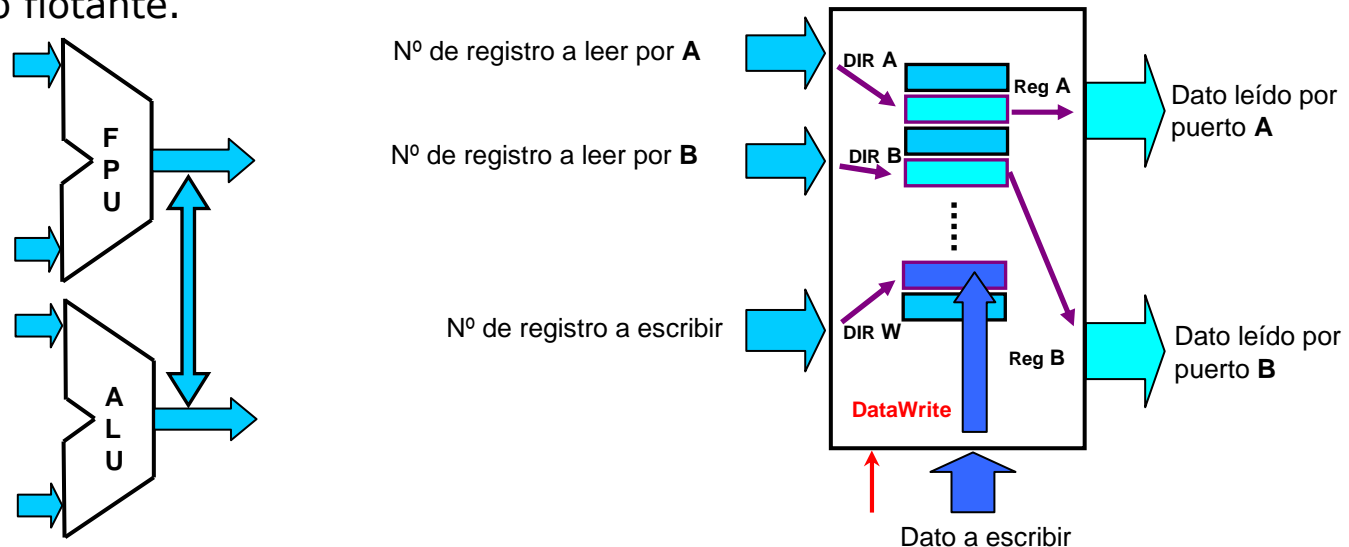 o flotante.
F
P
U
A
L
U
Nº de registro a leer por A
Nº de registro a leer por B
Nº de registro a escribir
DIR A
Reg A
DIR B
DIR W
Reg B
DataWrite
Dato leído por
puerto A
Dato leído por
puerto B
Dato a escribir